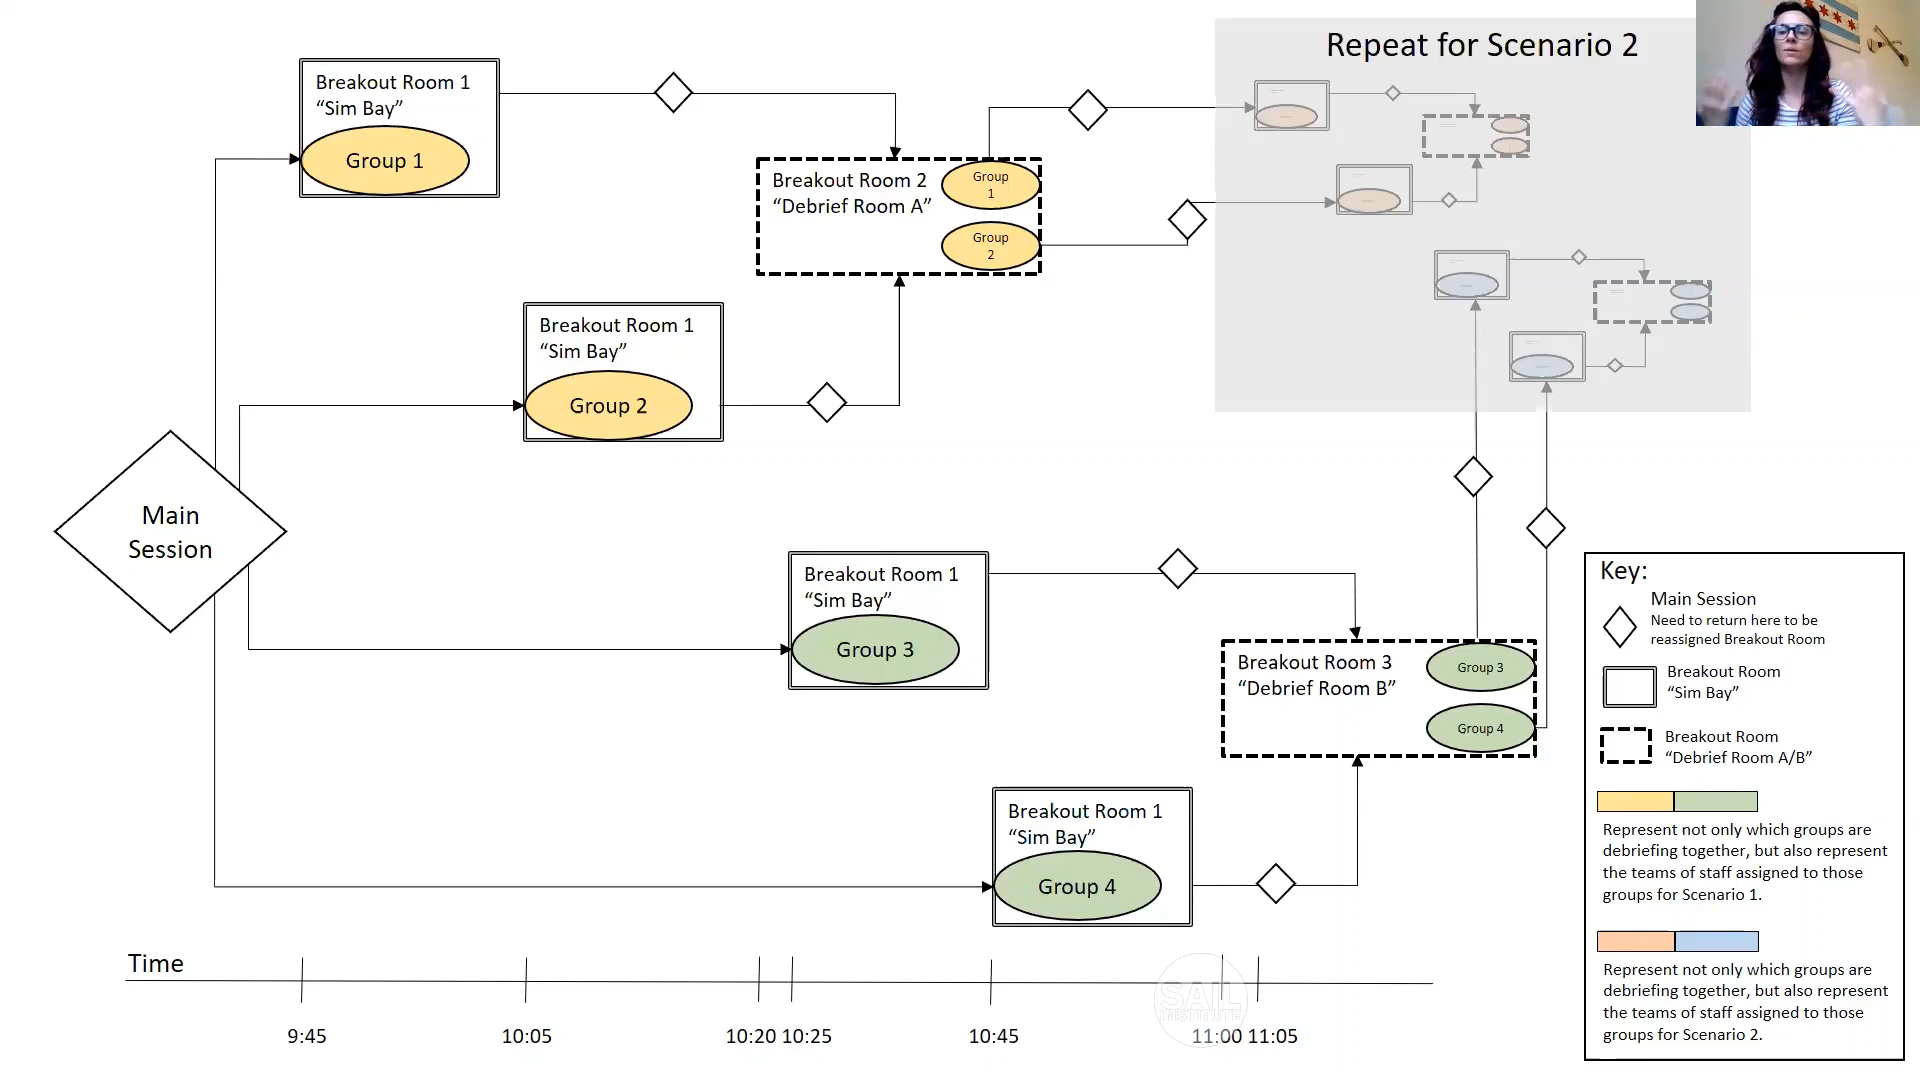 Repeat for Scenario 2
Breakout Room 1
“Sim Bay”
Group 1
Breakout Room 2
“Debrief Room A”
Group
1
Group
2
Breakout Room 1
“Sim Bay”
Group 2
Main
Session
Breakout Room 1
“Sim Bay”
Group 3
Breakout Room 3
“Debrief Room B”
Group 3
Group 4
Breakout Room 1
“Sim Bay”
Group 4
Key:
Main Session
Need to return here to be
reassigned Breakout Room
Breakout Room
“Sim Bay”
Breakout Room
“Debrief Room A/B”
Represent not only which groups are
debriefing together, but also represent
the teams of staff assigned to those
groups for Scenario 1.
Represent not only which groups are
debriefing together, but also represent
the teams of staff assigned to those
groups for Scenario 2.
Time
9:45
10:05
10:20 10:25
10:45
11:00 11:05
SAIL
INSTITUTE